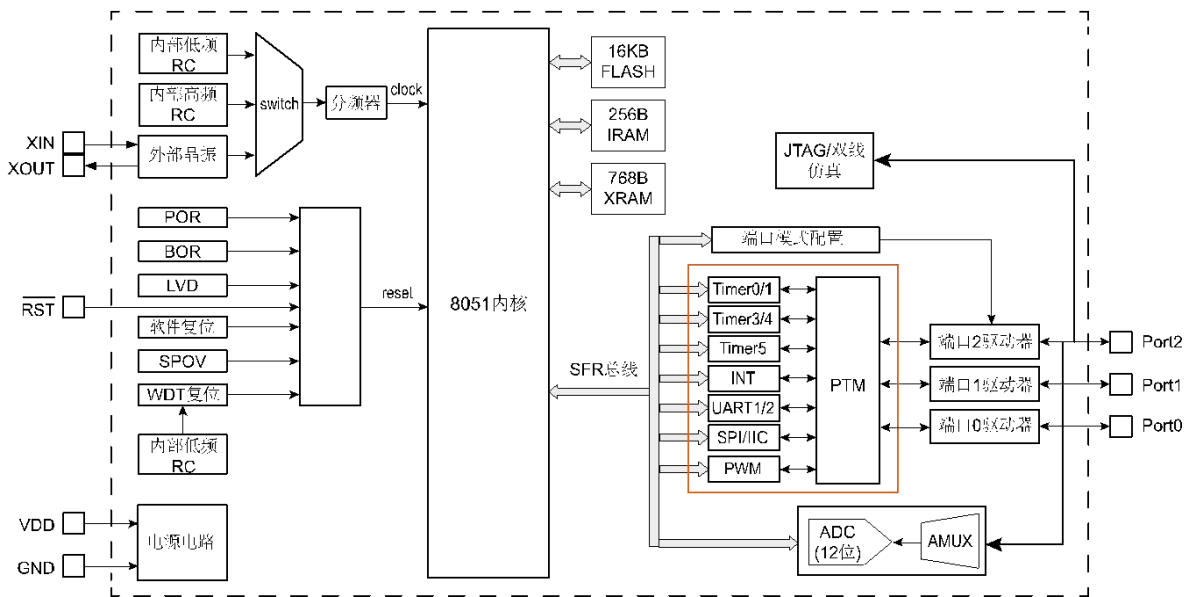 内部低频
RC
内部高频
RC
XIN
XOUT
外部晶振
switch
分频器
clock
POR
BOR
LVD
RST
软件复位
SPOV
WDT复位
内部低频
RC
reset
VDD
GND
电源电路
8051内核
16KB
FLASH
256B
IRAM
768B
XRAM
JTAG/双线
仿真
端口模式配置
SFR总线
Timer0/1
Timer3/4
Timer5
INT
UART1/2
SPI/IIC
PWM
PTM
端口2驱动器
端口1驱动器
端口0驱动器
Port2
Port1
Port0
ADC
(12位)
AMUX